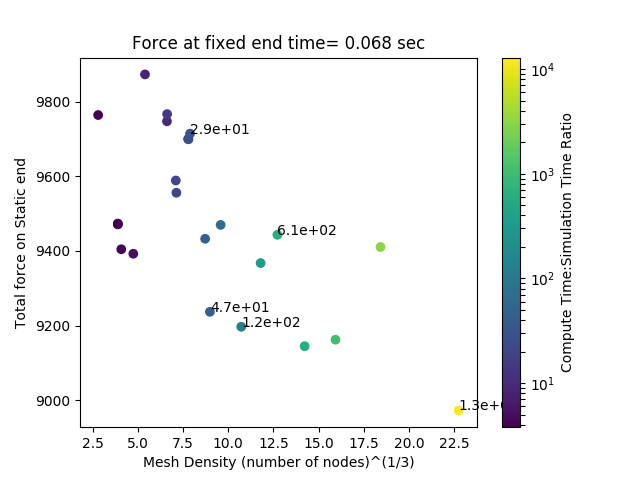 Force at fixed end time= 0.068 sec
Total force on Static end
9800
9600
9400
9200
9000
2.9e+01
6.1e+02
4.7e+01
1.2e+02
1.3e+0
2.5 5.0 7.5 10.0 12.5 15.0 17.5 20.0 22.5
Mesh Density (number of nodes)^(1/3)
10^4
10^3
10^2
10^1
Compute Time:Simulation Time Ratio